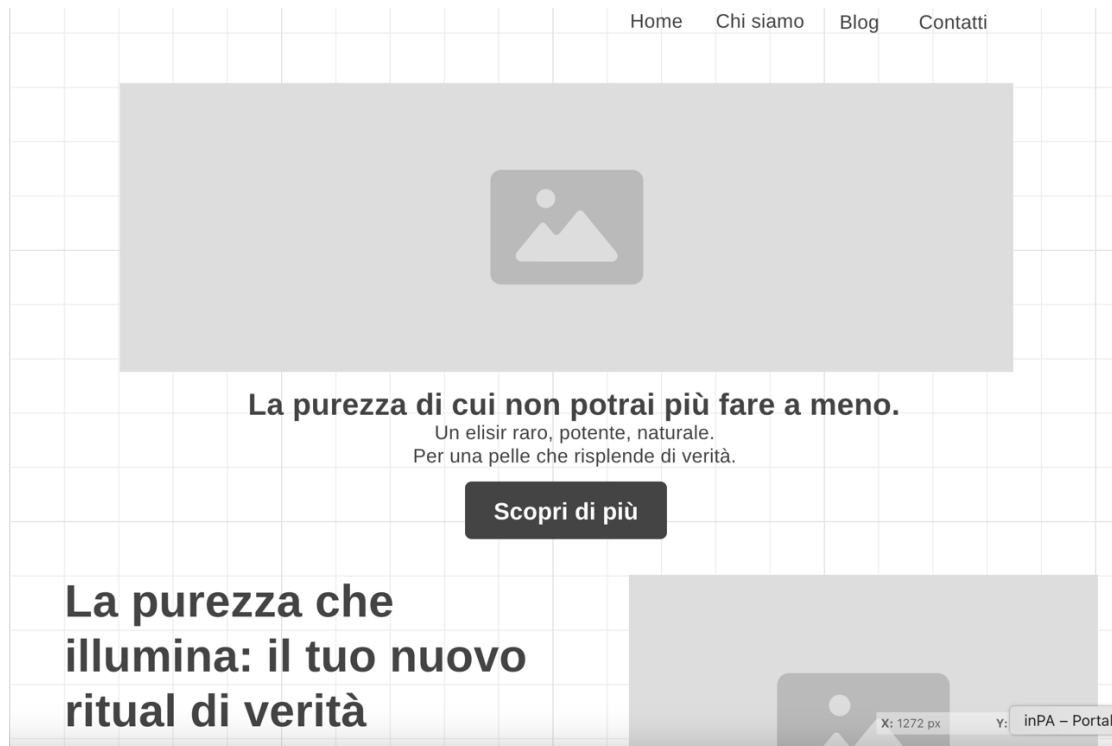 Home Chi siamo Blog Contatti
La purezza di cui non potrai più fare a meno.
Un elisir raro, potente, naturale.
Per una pelle che risplende di verità.
Scopri di più
La purezza che
illumina: il tuo nuovo
ritual di verità
X: 1272 px Y:
inPA – Portal